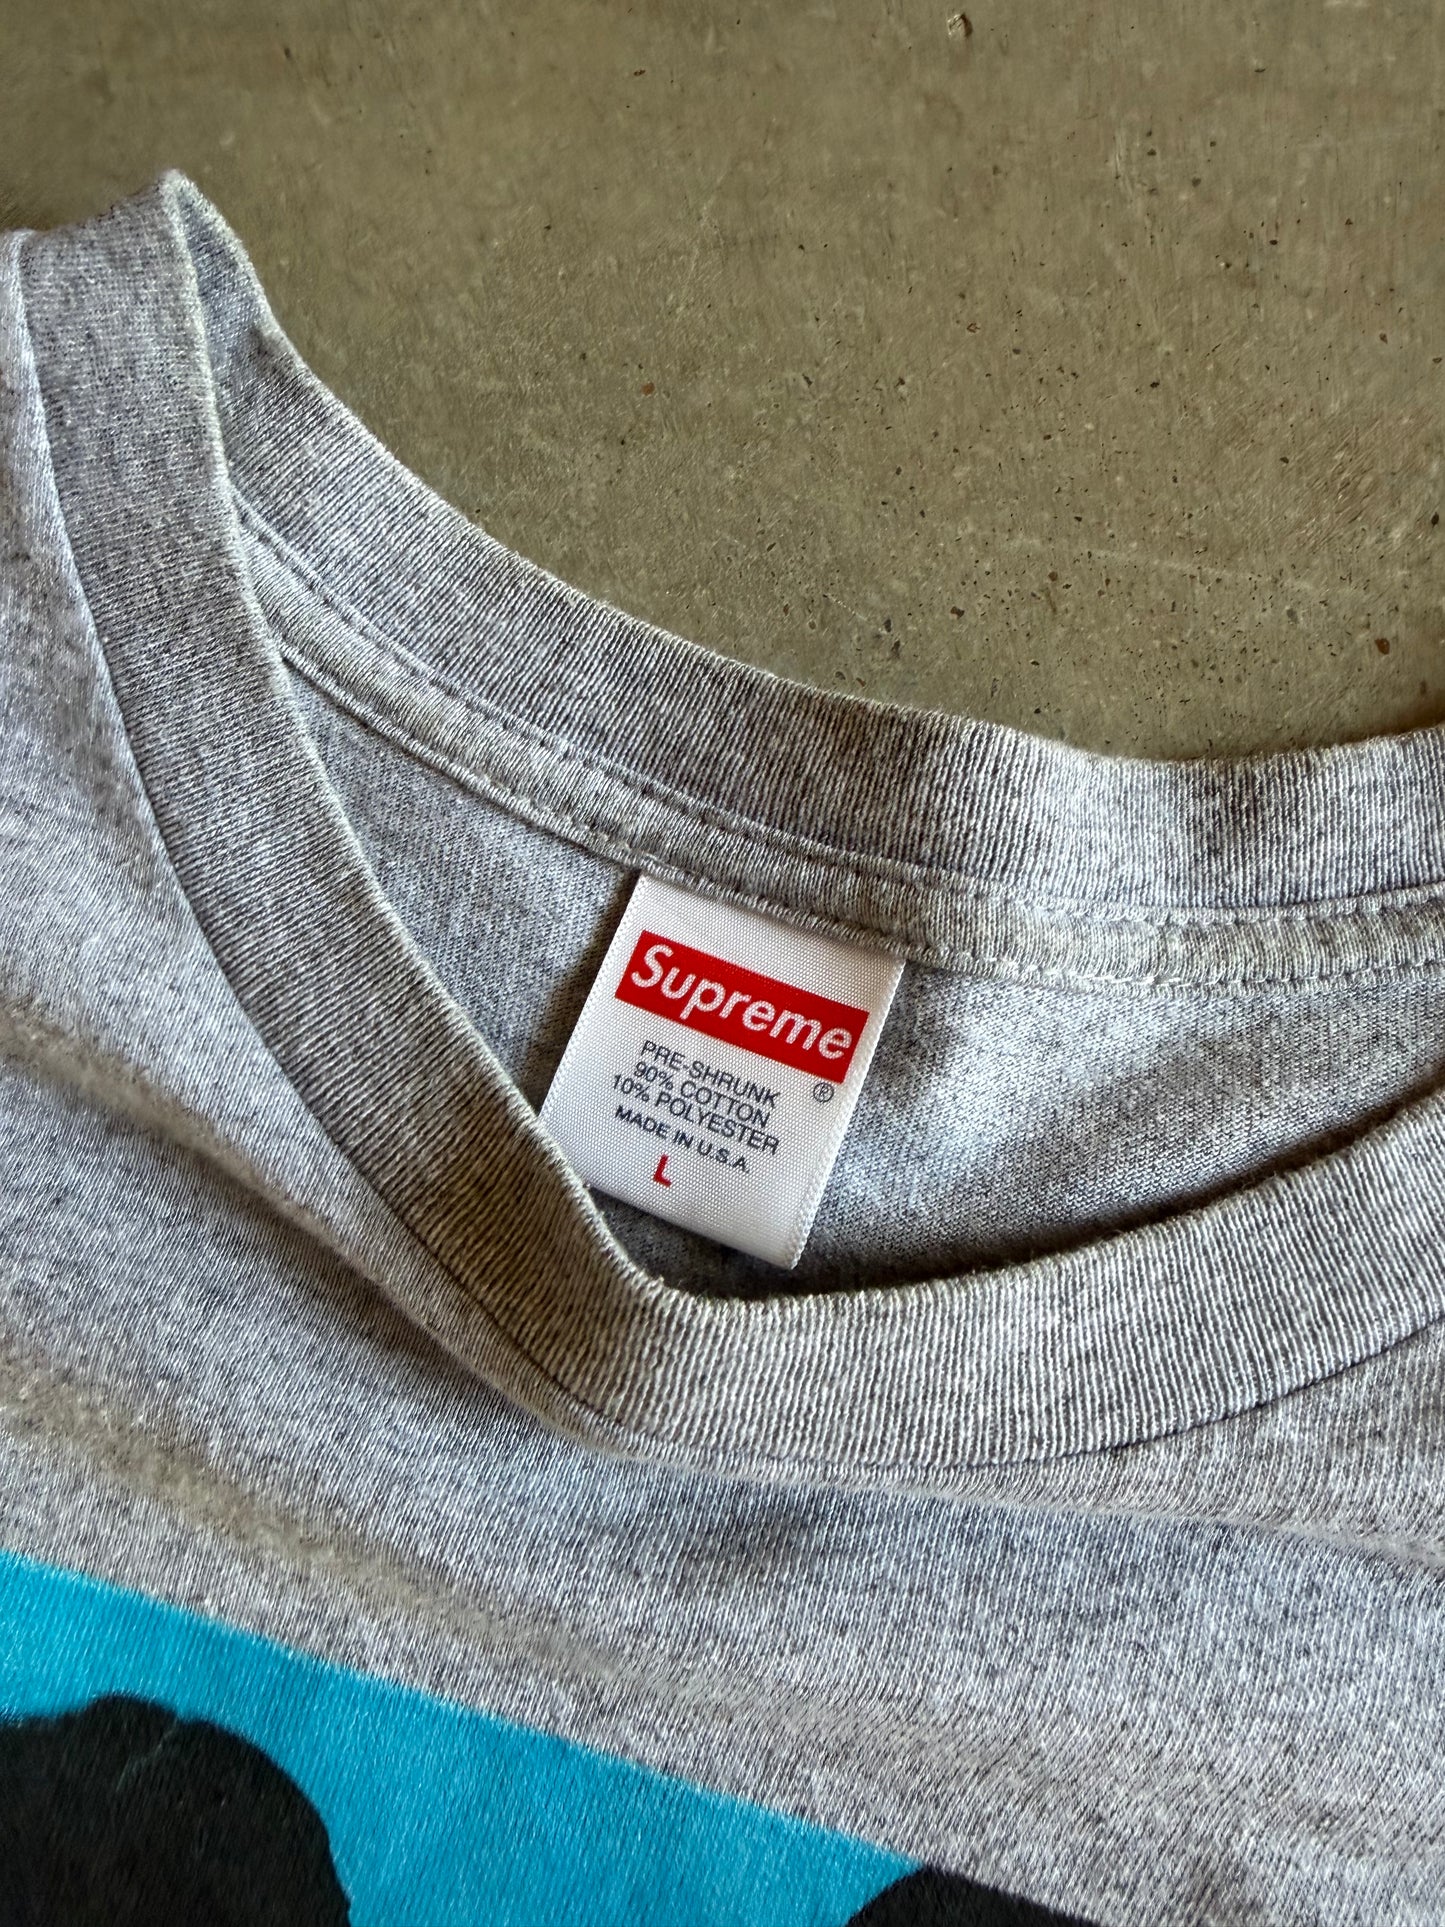 Supreme
®
PRE-SHRUNK
90% COTTON
10% POLYESTER
MADE IN U.S.A.
L